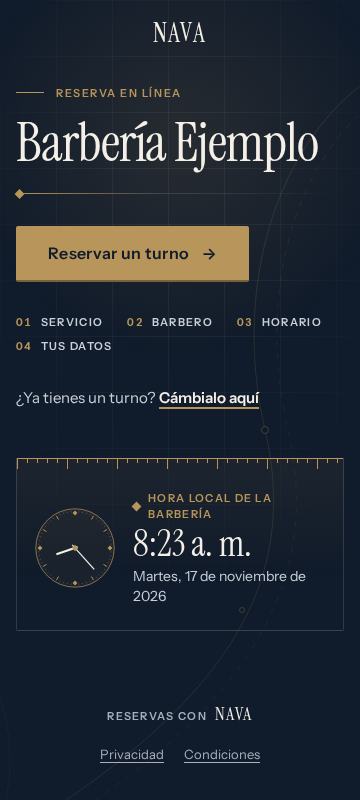 NAVA
RESERVA EN LÍNEA
Barbería Ejemplo
Reservar un turno →
01 SERVICIO 02 BARBERO 03 HORARIO
04 TUS DATOS
¿Ya tienes un turno? Cámbialo aquí
HORA LOCAL DE LA
BARBERÍA
8:23 a. m.
Martes, 17 de noviembre de
2026
RESERVAS CON NAVA
Privacidad Condiciones